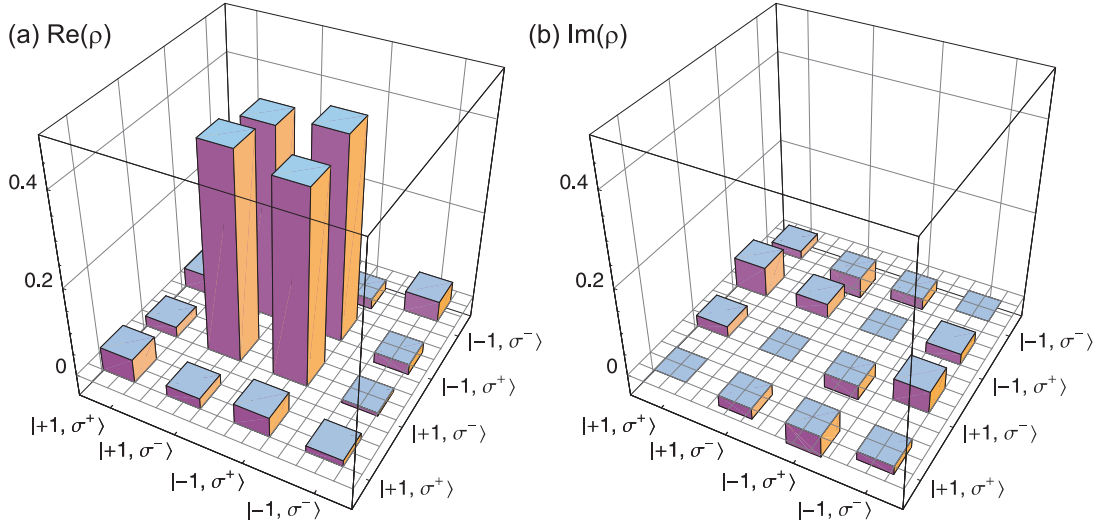 (a) Re(ρ)
0.4
0.2
0
|+1, σ⁺⟩
|+1, σ⁻⟩
|−1, σ⁺⟩
|−1, σ⁻⟩
|−1, σ⁻⟩
|−1, σ⁺⟩
|+1, σ⁻⟩
|+1, σ⁺⟩
(b) Im(ρ)
0.4
0.2
0
|+1, σ⁺⟩
|+1, σ⁻⟩
|−1, σ⁺⟩
|−1, σ⁻⟩
|−1, σ⁻⟩
|−1, σ⁺⟩
|+1, σ⁻⟩
|+1, σ⁺⟩